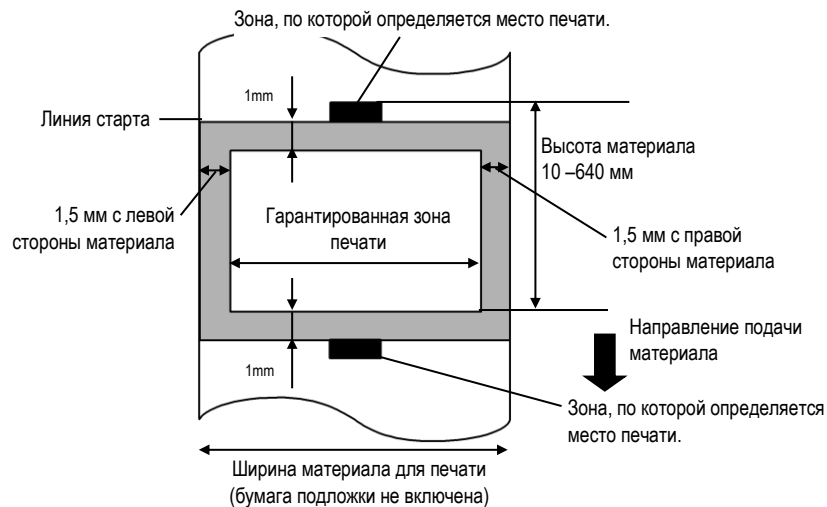 Зона, по которой определяется место печати.
1mm
Линия старта
Высота материала
10 –640 мм
1,5 мм с левой
стороны материала
Гарантированная зона
печати
1,5 мм с правой
стороны материала
Направление подачи
материала
1mm
Зона, по которой определяется
место печати.
Ширина материала для печати
(бумага подложки не включена)